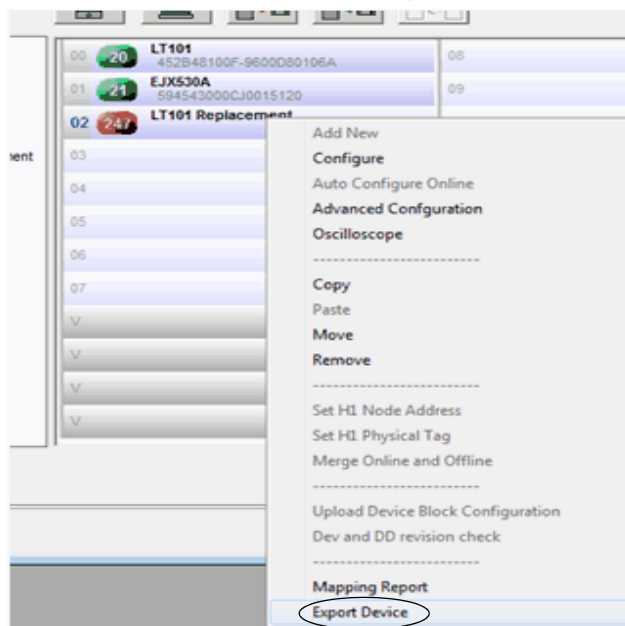 00 20 LT101 08
452B48100F-9600D80106A
01 21 EJX530A 09
594543000CJ0015120
02 247 LT101 Replacement
03
04
05
06
07
V
V
V
V
ment
Add New
Configure
Auto Configure Online
Advanced Confguration
Oscilloscope
-------------------------
Copy
Paste
Move
Remove
-------------------------
Set H1 Node Address
Set H1 Physical Tag
Merge Online and Offline
-------------------------
Upload Device Block Configuration
Dev and DD revision check
-------------------------
Mapping Report
Export Device